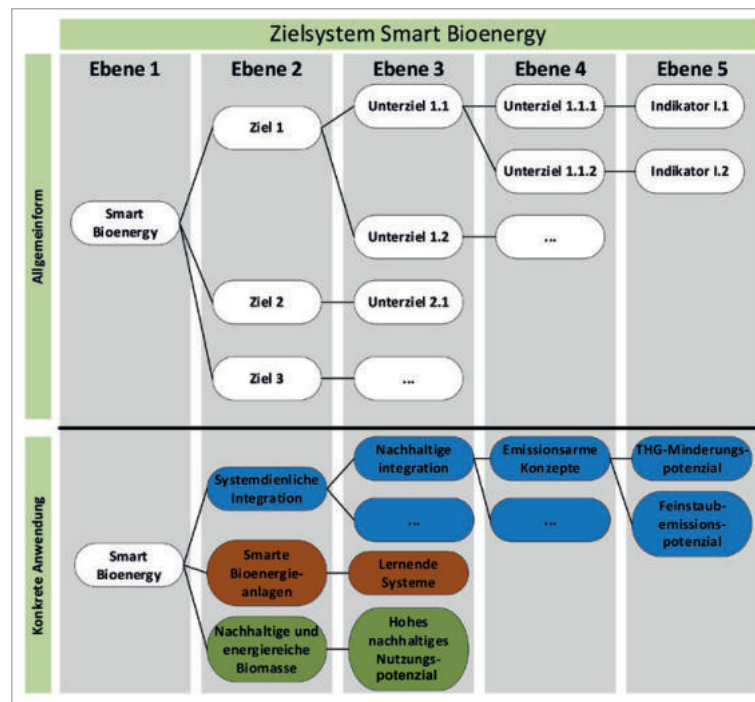 Zielsystem Smart Bioenergy
Ebene 1
Ebene 2
Ebene 3
Ebene 4
Ebene 5
Allgemeinform
Smart
Bioenergy
Ziel 1
Unterziel 1.1
Unterziel 1.1.1
Indikator I.1
Unterziel 1.1.2
Indikator I.2
Unterziel 1.2
...
Ziel 2
Unterziel 2.1
Ziel 3
...
Konkrete Anwendung
Smart
Bioenergy
Systemdienliche
Integration
Nachhaltige
integration
Emissionsarme
Konzepte
THG-Minderungs-
potenzial
Feinstaub-
emissions-
potenzial
...
...
Smarte
Bioenergie-
anlagen
Lernende
Systeme
Nachhaltige und
energiereiche
Biomasse
Hohes
nachhaltiges
Nutzungs-
potenzial